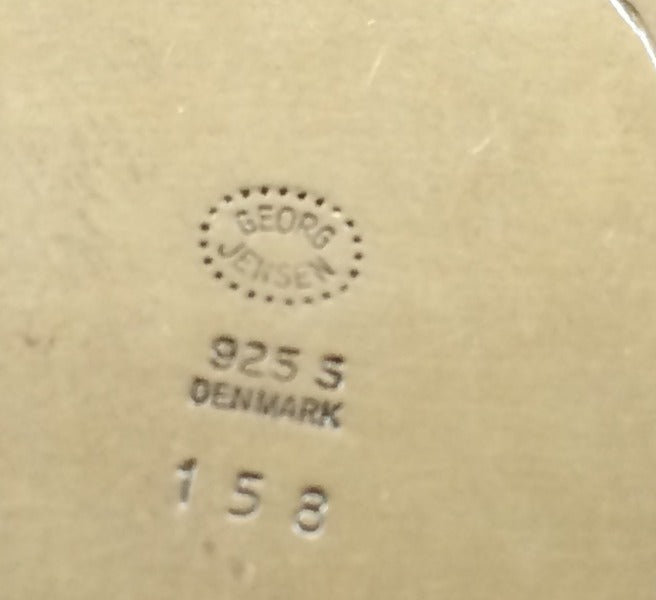 GEORG
JENSEN
925 S
DENMARK
158